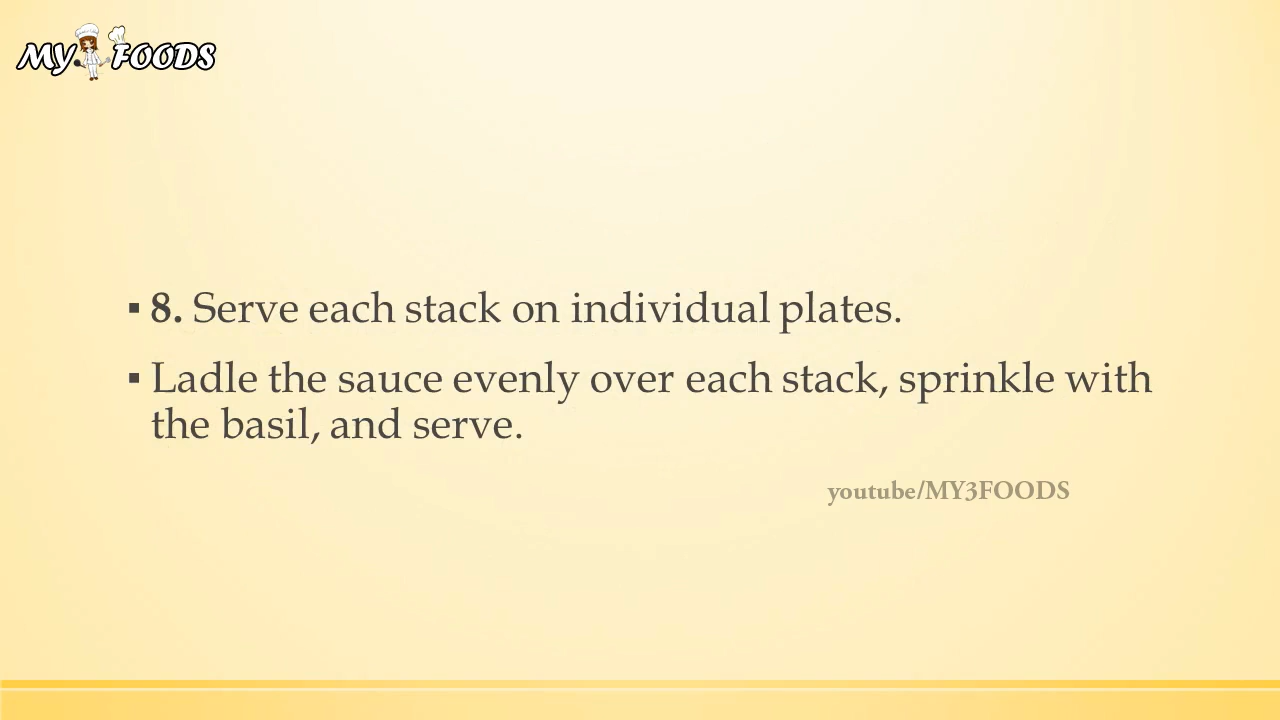 MY FOODS
▪ 8. Serve each stack on individual plates.
▪ Ladle the sauce evenly over each stack, sprinkle with
the basil, and serve.
youtube/MY3FOODS